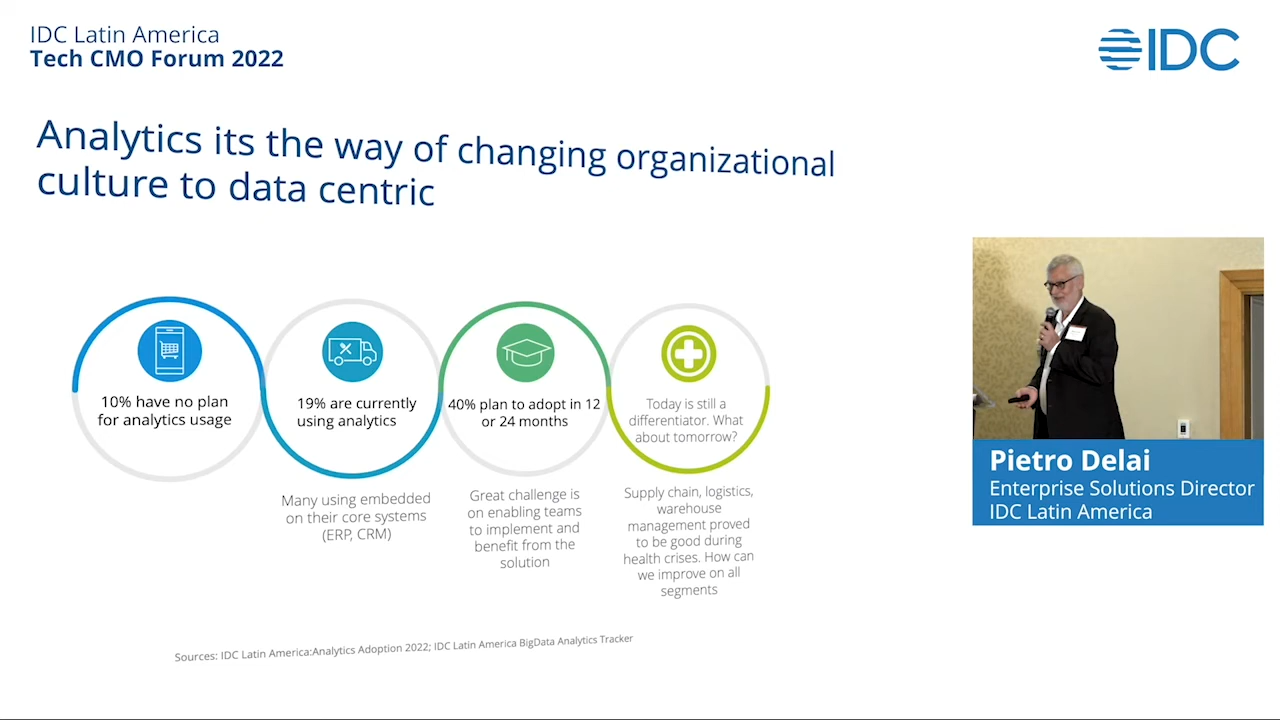 IDC Latin America
Tech CMO Forum 2022
IDC
Analytics its the way of changing organizational
culture to data centric
10% have no plan
for analytics usage
19% are currently
using analytics
Many using embedded
on their core systems
(ERP, CRM)
40% plan to adopt in 12
or 24 months
Great challenge is
on enabling teams
to implement and
benefit from the
solution
Today is still a
differentiator. What
about tomorrow?
Supply chain, logistics,
warehouse
management proved
to be good during
health crises. How can
we improve on all
segments
Pietro Delai
Enterprise Solutions Director
IDC Latin America
Sources: IDC Latin America:Analytics Adoption 2022; IDC Latin America BigData Analytics Tracker